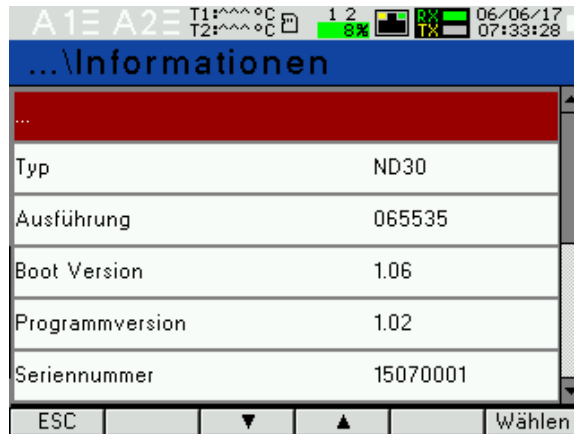 A1 A2 T1:^^^°C 1 2 RX 06/06/17
T2:^^^°C 8% TX 07:33:28
...\Informationen
...
Typ ND30
Ausführung 065535
Boot Version 1.06
Programmversion 1.02
Seriennummer 15070001
ESC ▼ ▲ Wählen